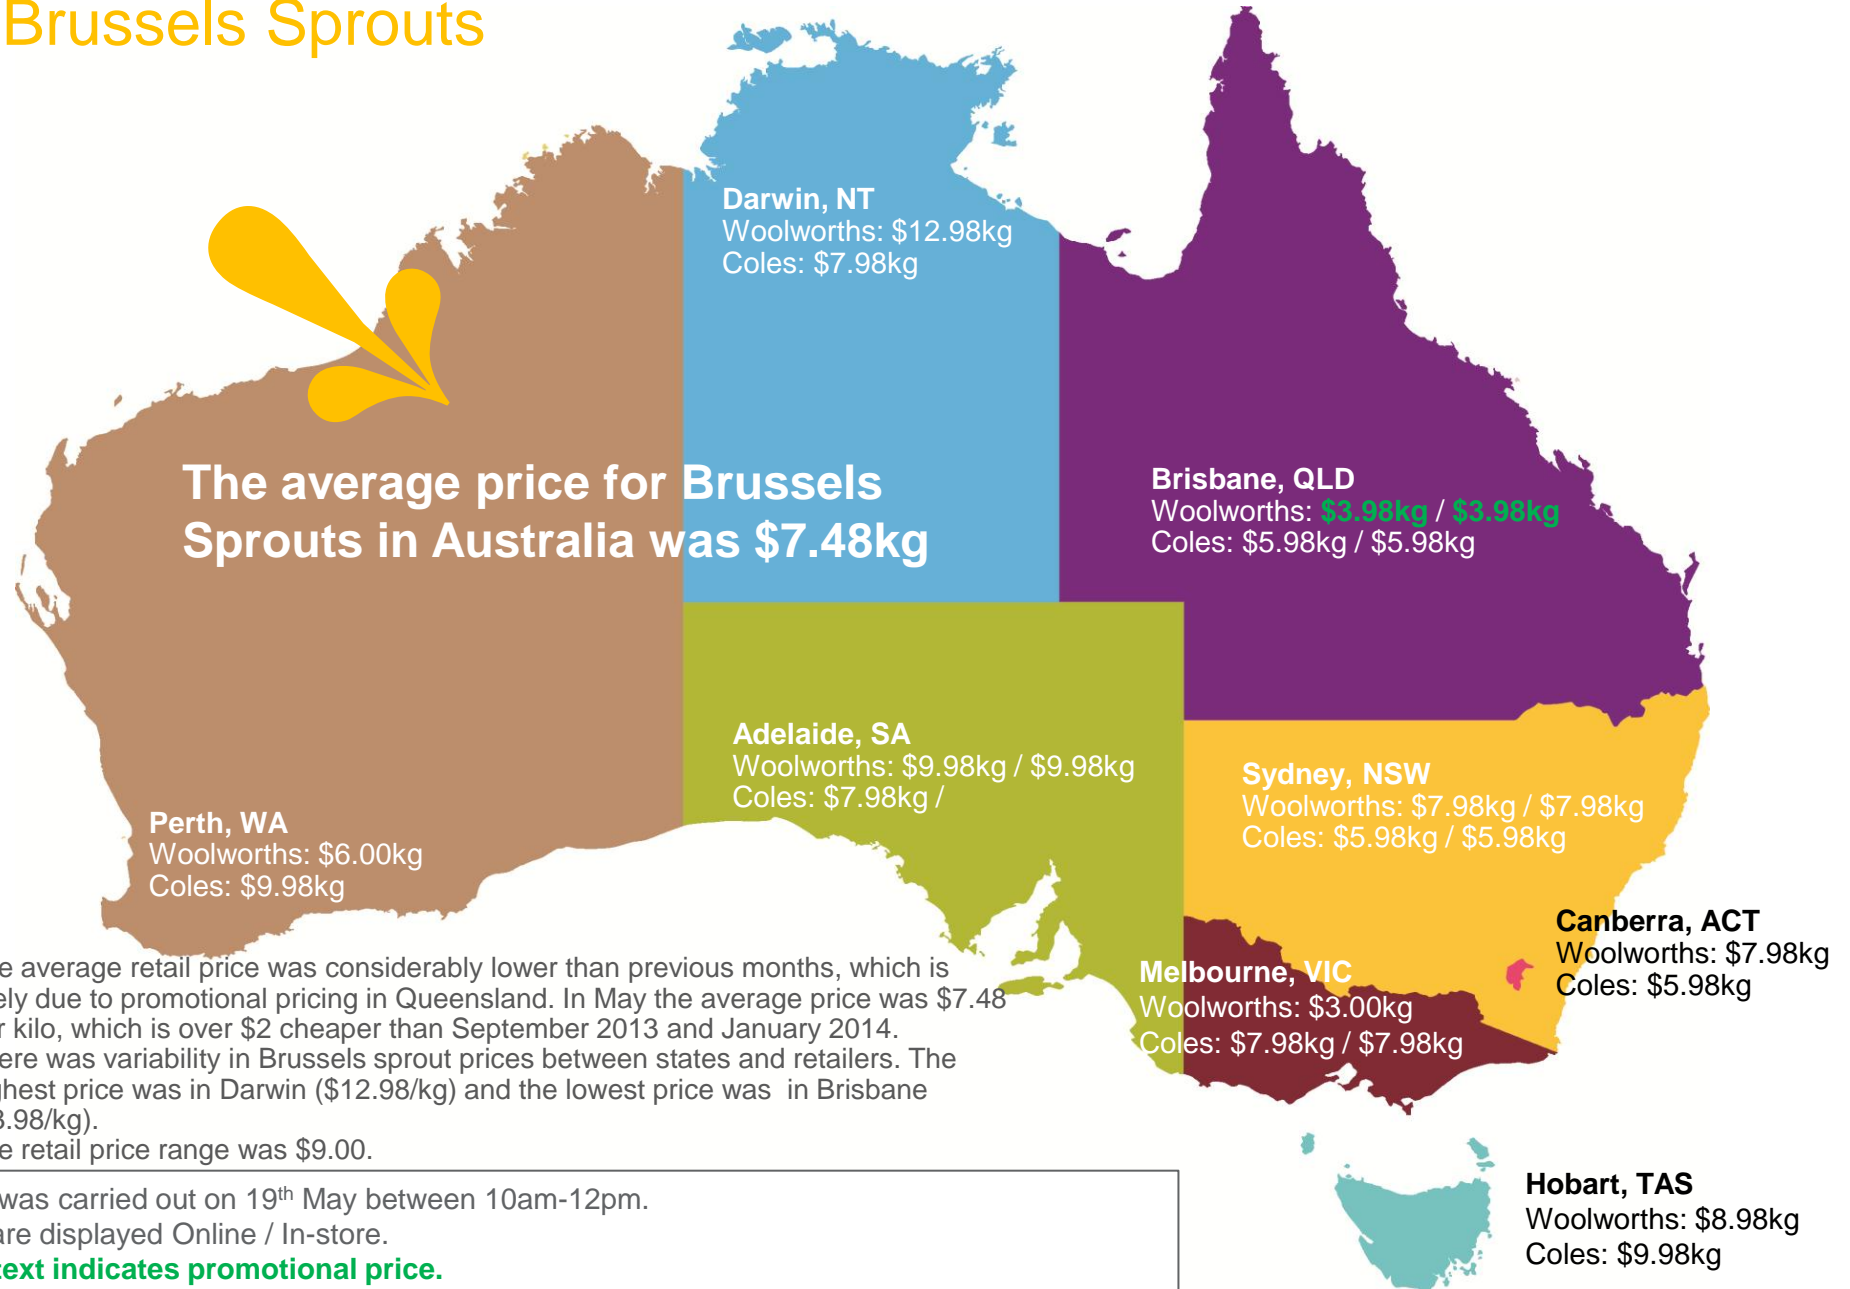 Brussels Sprouts
Darwin, NT
Woolworths: $12.98kg
Coles: $7.98kg
The average price for Brussels
Sprouts in Australia was $7.48kg
Brisbane, QLD
Woolworths: $3.98kg / $3.98kg
Coles: $5.98kg / $5.98kg
Adelaide, SA
Woolworths: $9.98kg / $9.98kg
Coles: $7.98kg /
Sydney, NSW
Woolworths: $7.98kg / $7.98kg
Coles: $5.98kg / $5.98kg
Perth, WA
Woolworths: $6.00kg
Coles: $9.98kg
Canberra, ACT
Woolworths: $7.98kg
Coles: $5.98kg
Melbourne, VIC
Woolworths: $3.00kg
Coles: $7.98kg / $7.98kg
Hobart, TAS
Woolworths: $8.98kg
Coles: $9.98kg
e average retail price was considerably lower than previous months, which is
ely due to promotional pricing in Queensland. In May the average price was $7.48
r kilo, which is over $2 cheaper than September 2013 and January 2014.
ere was variability in Brussels sprout prices between states and retailers. The
ghest price was in Darwin ($12.98/kg) and the lowest price was in Brisbane
3.98/kg).
e retail price range was $9.00.
was carried out on 19th May between 10am-12pm.
are displayed Online / In-store.
text indicates promotional price.